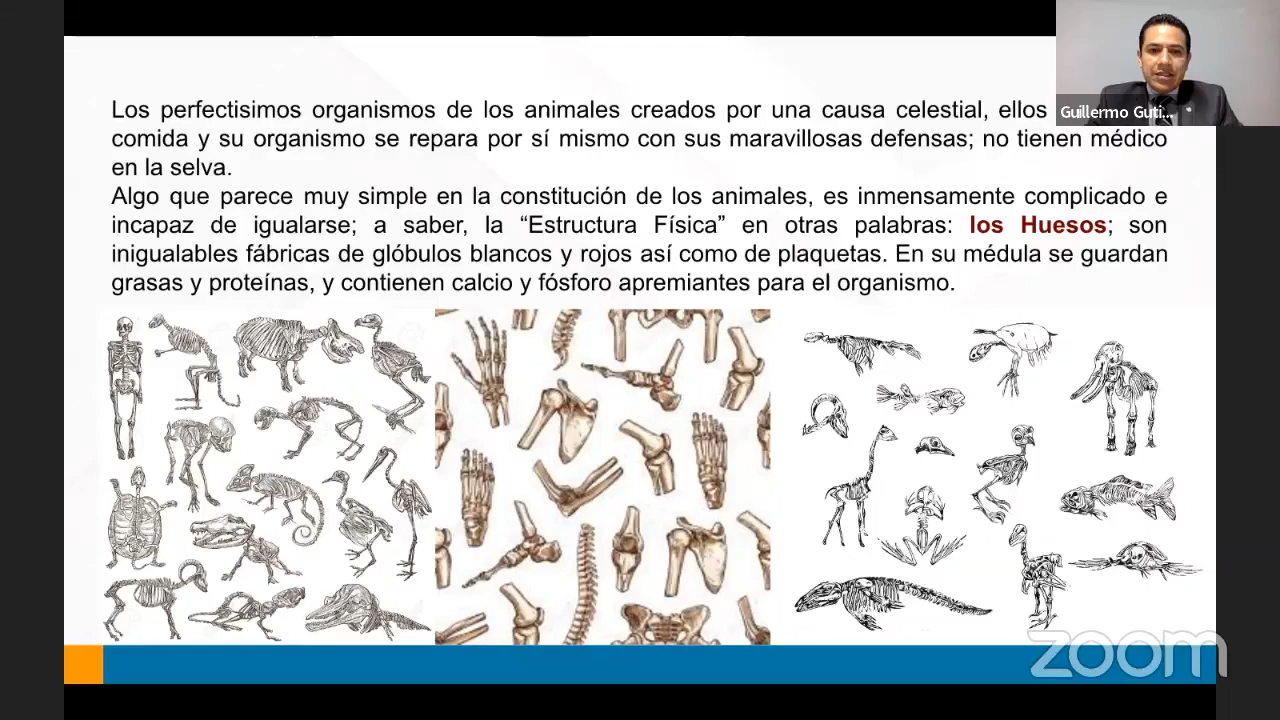 Los perfectisimos organismos de los animales creados por una causa celestial, ellos
comida y su organismo se repara por sí mismo con sus maravillosas defensas; no tienen médico
en la selva.
Algo que parece muy simple en la constitución de los animales, es inmensamente complicado e
incapaz de igualarse; a saber, la “Estructura Física” en otras palabras: los Huesos; son
inigualables fábricas de glóbulos blancos y rojos así como de plaquetas. En su médula se guardan
grasas y proteínas, y contienen calcio y fósforo apremiantes para el organismo.
Guillermo Guti...
zoom